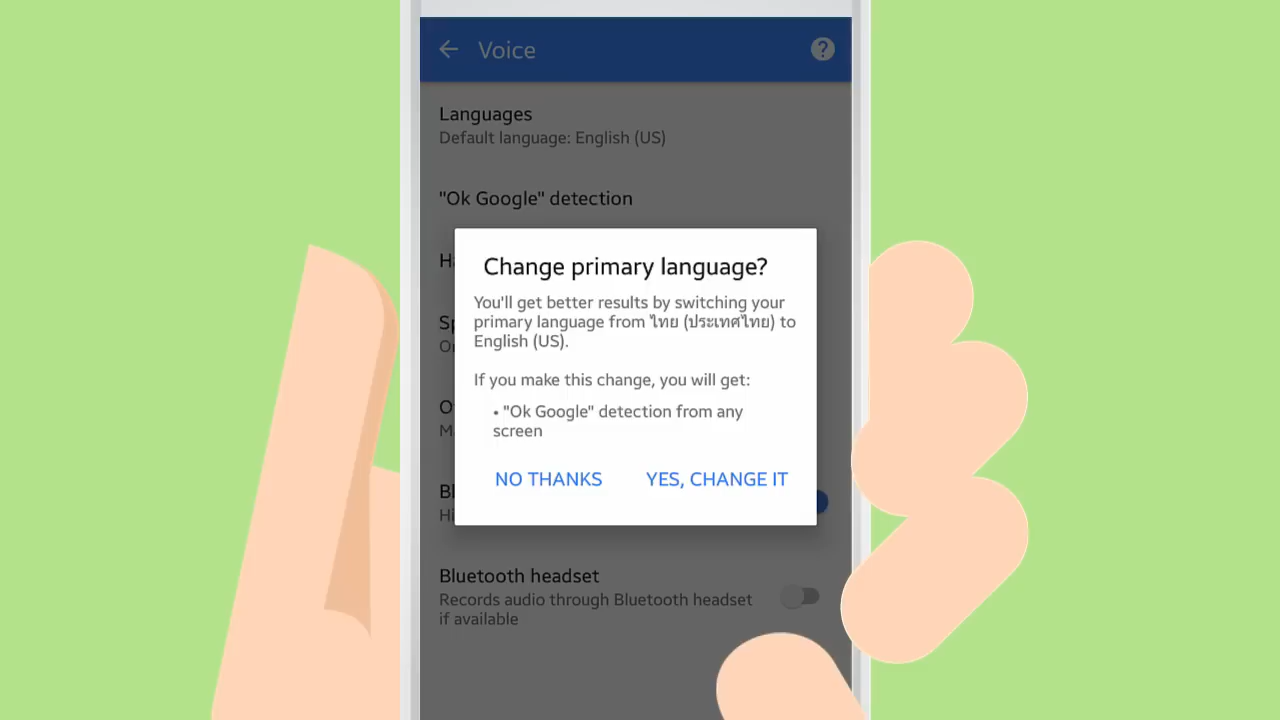 Voice
?
Languages
Default language: English (US)
"Ok Google" detection
Change primary language?
You'll get better results by switching your
primary language from ไทย (ประเทศไทย) to
English (US).
If you make this change, you will get:
• "Ok Google" detection from any
screen
NO THANKS YES, CHANGE IT
Bluetooth headset
Records audio through Bluetooth headset
if available